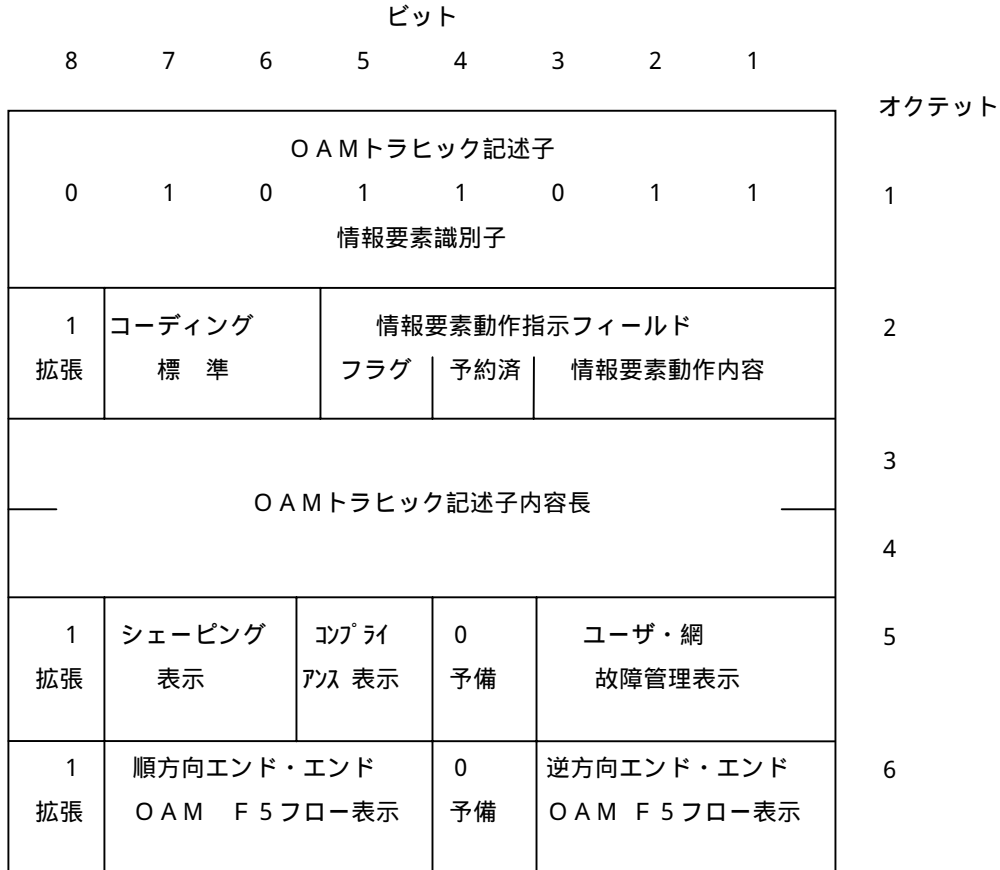 ビット
8 7 6 5 4 3 2 1
オクテット
OAMトラヒック記述子
0 1 0 1 1 0 1 1 1
情報要素識別子
1 コーディング 情報要素動作指示フィールド 2
拡張 標 準 フラグ 予約済 情報要素動作内容
3
OAMトラヒック記述子内容長
4
1 シェーピング コンプライ 0 ユーザ・網 5
拡張 表示 アンス 表示 予備 故障管理表示
1 順方向エンド・エンド 0 逆方向エンド・エンド 6
拡張 OAM F5フロー表示 予備 OAM F5フロー表示